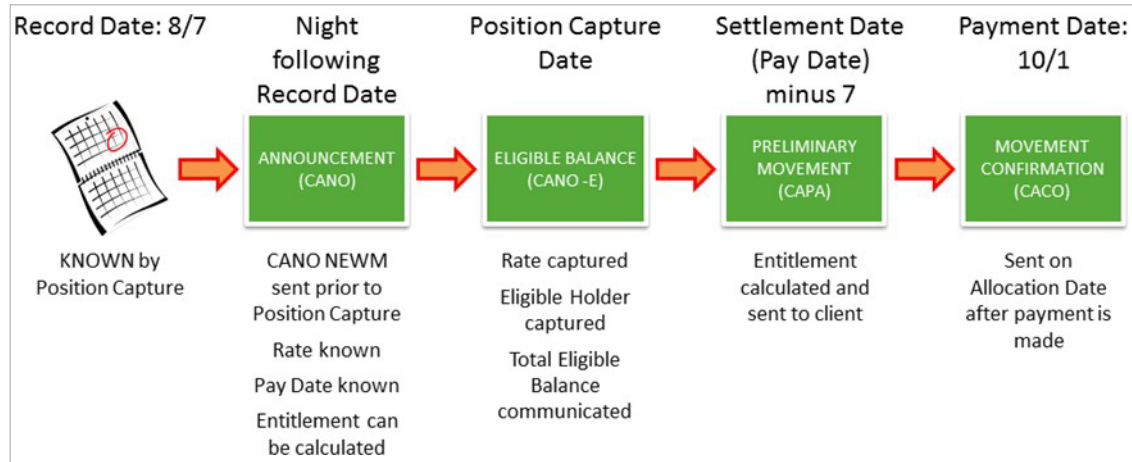 Record Date: 8/7
Night
following
Record Date
Position Capture
Date
Settlement Date
(Pay Date)
minus 7
Payment Date:
10/1
ANNOUNCEMENT
(CANO)
ELIGIBLE BALANCE
(CANO -E)
PRELIMINARY
MOVEMENT
(CAPA)
MOVEMENT
CONFIRMATION
(CACO)
KNOWN by
Position Capture
CANO NEWM
sent prior to
Position Capture
Rate known
Pay Date known
Entitlement can
be calculated
Rate captured
Eligible Holder
captured
Total Eligible
Balance
communicated
Entitlement
calculated and
sent to client
Sent on
Allocation Date
after payment is
made